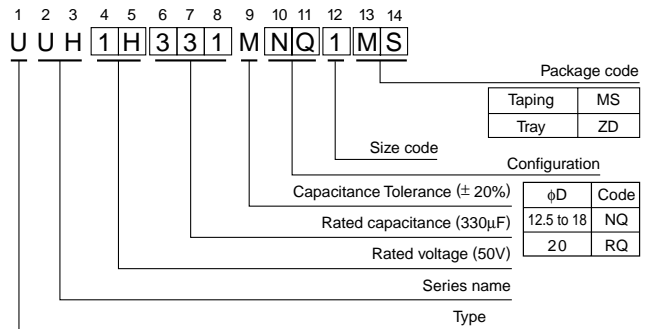 1 2 3 4 5 6 7 8 9 10 11 12 13 14
U U H 1 H 3 3 1 M N Q 1 M S
Package code
Taping MS
Tray ZD
Size code
Configuration
ϕD Code
12.5 to 18 NQ
20 RQ
Capacitance Tolerance (± 20%)
Rated capacitance (330µF)
Rated voltage (50V)
Series name
Type